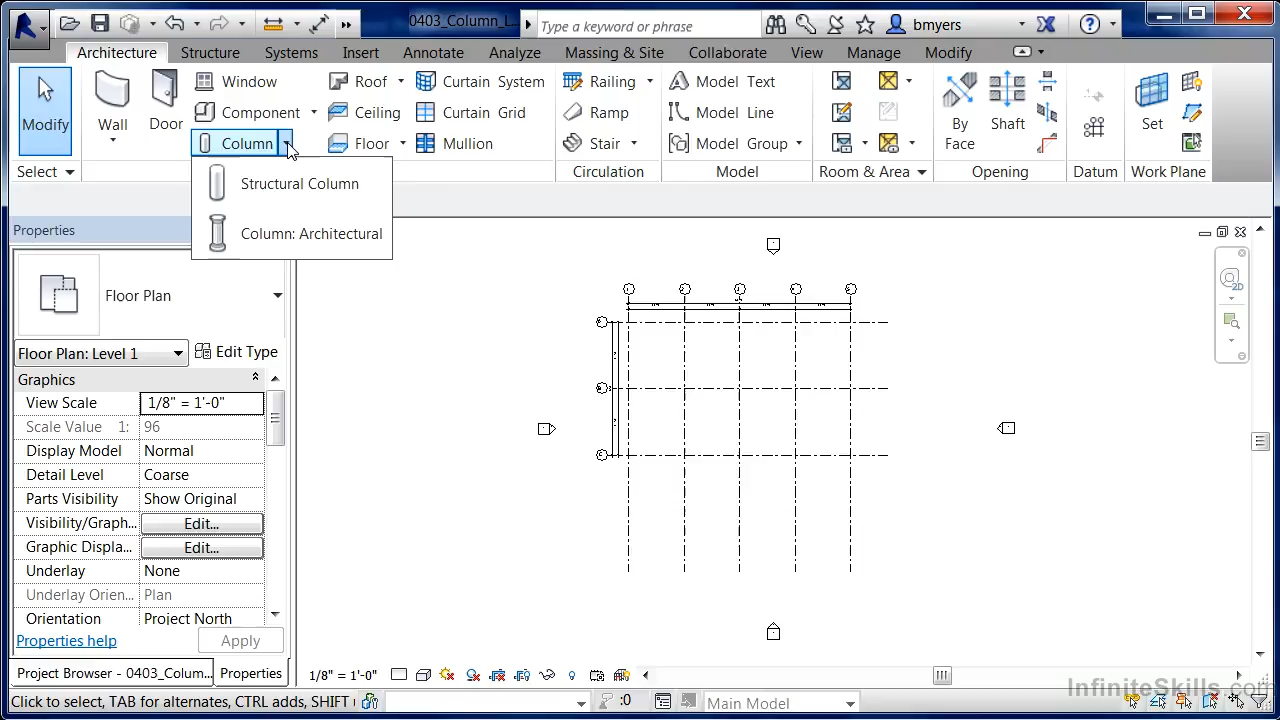 0403_Column_L...
Type a keyword or phrase
bmyers
Architecture Structure Systems Insert Annotate Analyze Massing & Site Collaborate View Manage Modify
Modify
Wall
Door
Window
Component
Column
Roof
Ceiling
Floor
Curtain System
Curtain Grid
Mullion
Railing
Ramp
Stair
Model Text
Model Line
Model Group
By
Face
Shaft
Set
Select
Circulation
Model
Room & Area
Opening
Datum
Work Plane
Structural Column
Column: Architectural
Properties
Floor Plan
Floor Plan: Level 1
Edit Type
Graphics
View Scale 1/8" = 1'-0"
Scale Value 1: 96
Display Model Normal
Detail Level Coarse
Parts Visibility Show Original
Visibility/Graph... Edit...
Graphic Displa... Edit...
Underlay None
Underlay Orien... Plan
Orientation Project North
Properties help
Apply
Project Browser - 0403_Colum...
Properties
1/8" = 1'-0"
2D
Click to select, TAB for alternates, CTRL adds, SHIFT
:0
Main Model
InfiniteSkills.com